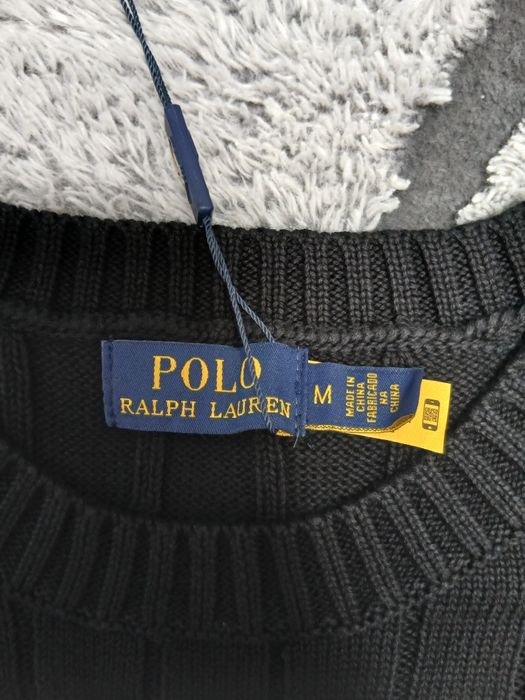 POLO
RALPH LAUREN
M
MADE IN
CHINA
FABRICADO
NA
CHINA